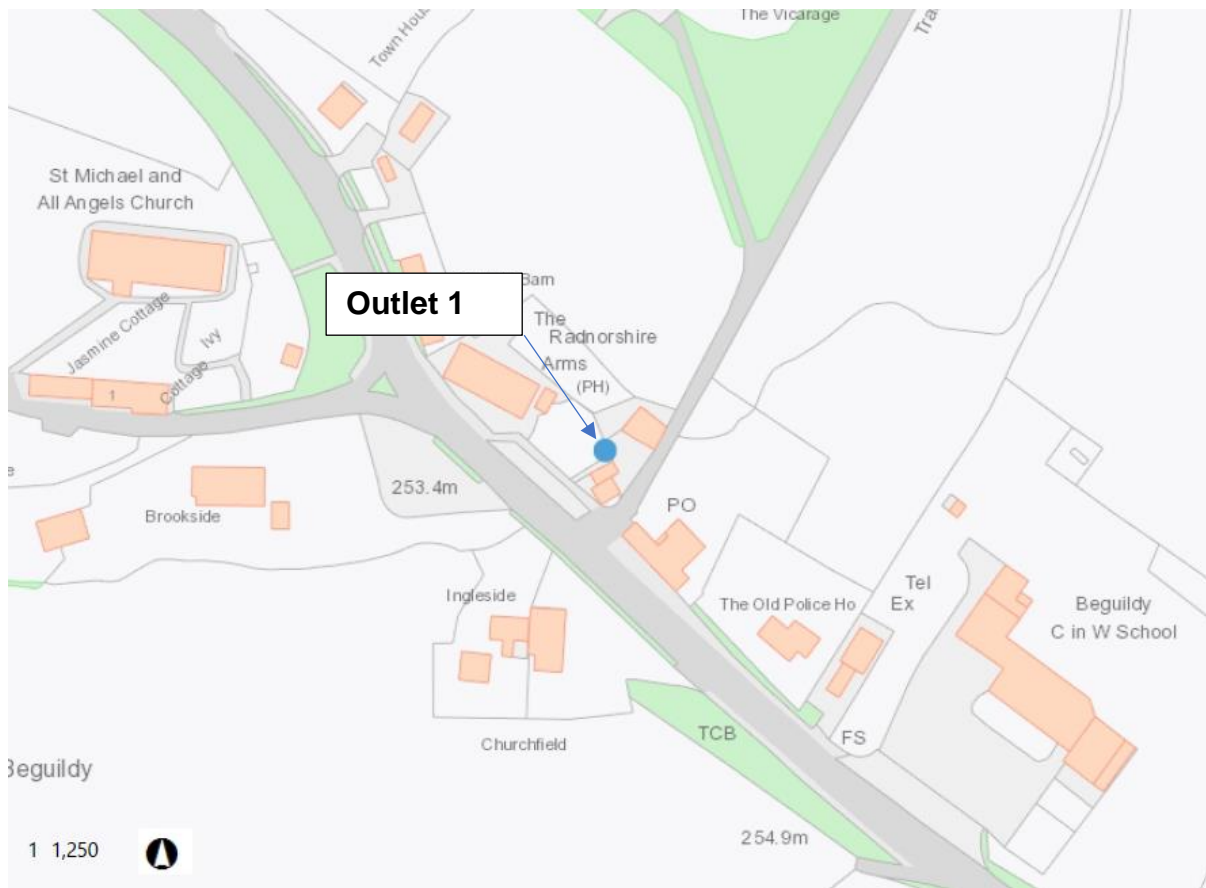 The Vicarage
Tra
Town Hous
St Michael and
All Angels Church
Outlet 1
Barn
The
Radnorshire
Arms
(PH)
Jasmine Cottage
Ivy
Cottage
1
253.4m
Brookside
PO
Ingleside
The Old Police Ho
Tel
Ex
Beguildy
C in W School
Churchfield
TCB
FS
Beguildy
254.9m
1 1,250